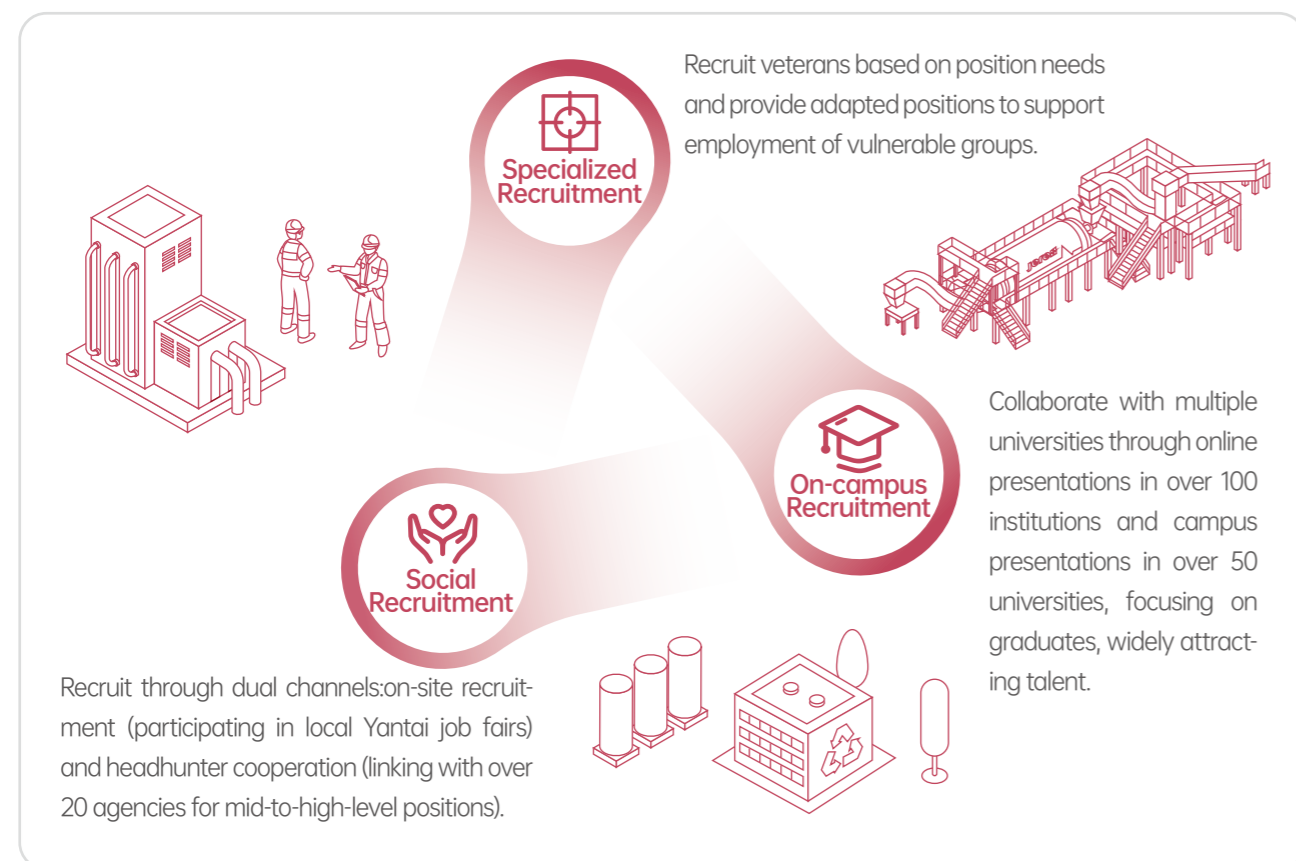 Recruit veterans based on position needs
and provide adapted positions to support
employment of vulnerable groups.
Specialized
Recruitment
Jereh
On-campus
Recruitment
Collaborate with multiple
universities through online
presentations in over 100
institutions and campus
presentations in over 50
universities, focusing on
graduates, widely attract-
ing talent.
Social
Recruitment
Recruit through dual channels:on-site recruit-
ment (participating in local Yantai job fairs)
and headhunter cooperation (linking with over
20 agencies for mid-to-high-level positions).